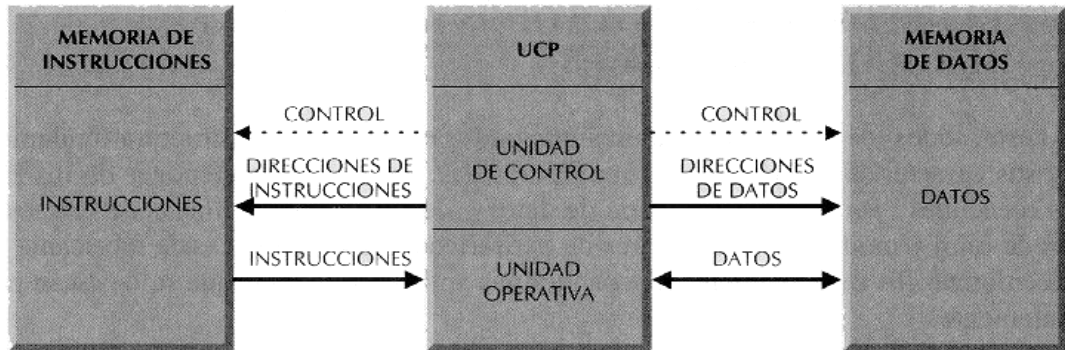 MEMORIA DE
INSTRUCCIONES
INSTRUCCIONES
CONTROL
DIRECCIONES DE
INSTRUCCIONES
INSTRUCCIONES
UCP
UNIDAD
DE CONTROL
UNIDAD
OPERATIVA
CONTROL
DIRECCIONES
DE DATOS
DATOS
MEMORIA
DE DATOS
DATOS